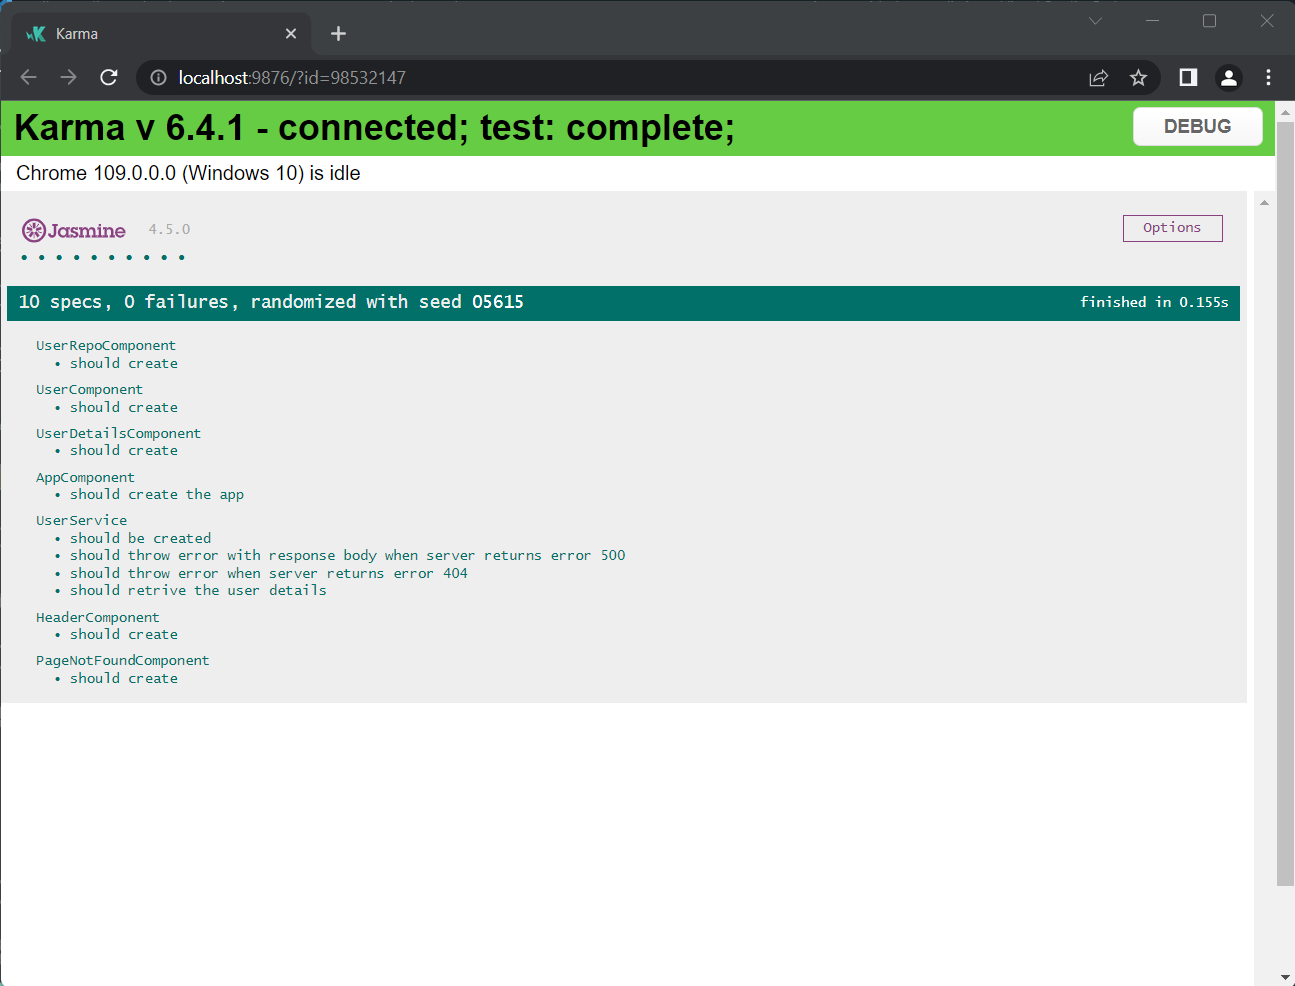 Karma
localhost:9876/?id=98532147
Karma v 6.4.1 - connected; test: complete;
DEBUG
Chrome 109.0.0.0 (Windows 10) is idle
Jasmine 4.5.0
Options
• • • • • • • • • •
10 specs, 0 failures, randomized with seed 05615
finished in 0.155s
UserRepoComponent
• should create
UserComponent
• should create
UserDetailsComponent
• should create
AppComponent
• should create the app
UserService
• should be created
• should throw error with response body when server returns error 500
• should throw error when server returns error 404
• should retrive the user details
HeaderComponent
• should create
PageNotFoundComponent
• should create